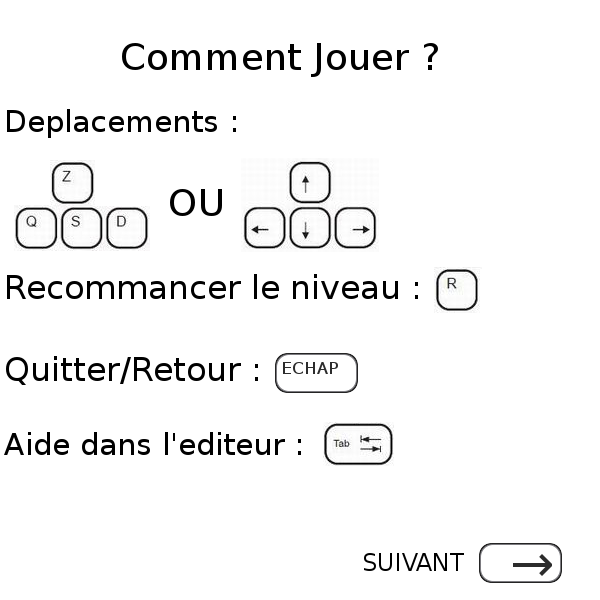 Comment Jouer ?
Deplacements :
Z
Q S D OU
Recommancer le niveau : R
Quitter/Retour : ECHAP
Aide dans l'editeur : Tab
SUIVANT